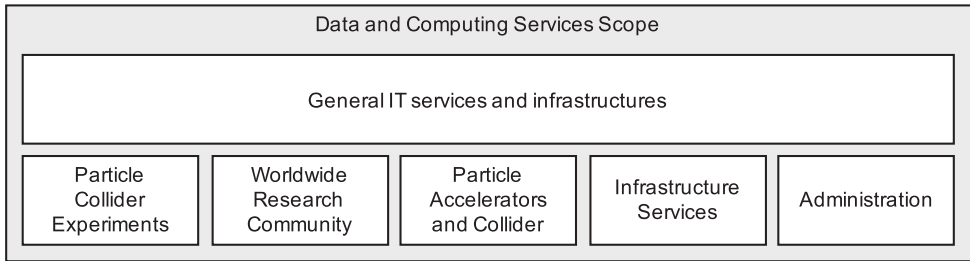 Data and Computing Services Scope
General IT services and infrastructures
Particle
Collider
Experiments
Worldwide
Research
Community
Particle
Accelerators
and Collider
Infrastructure
Services
Administration